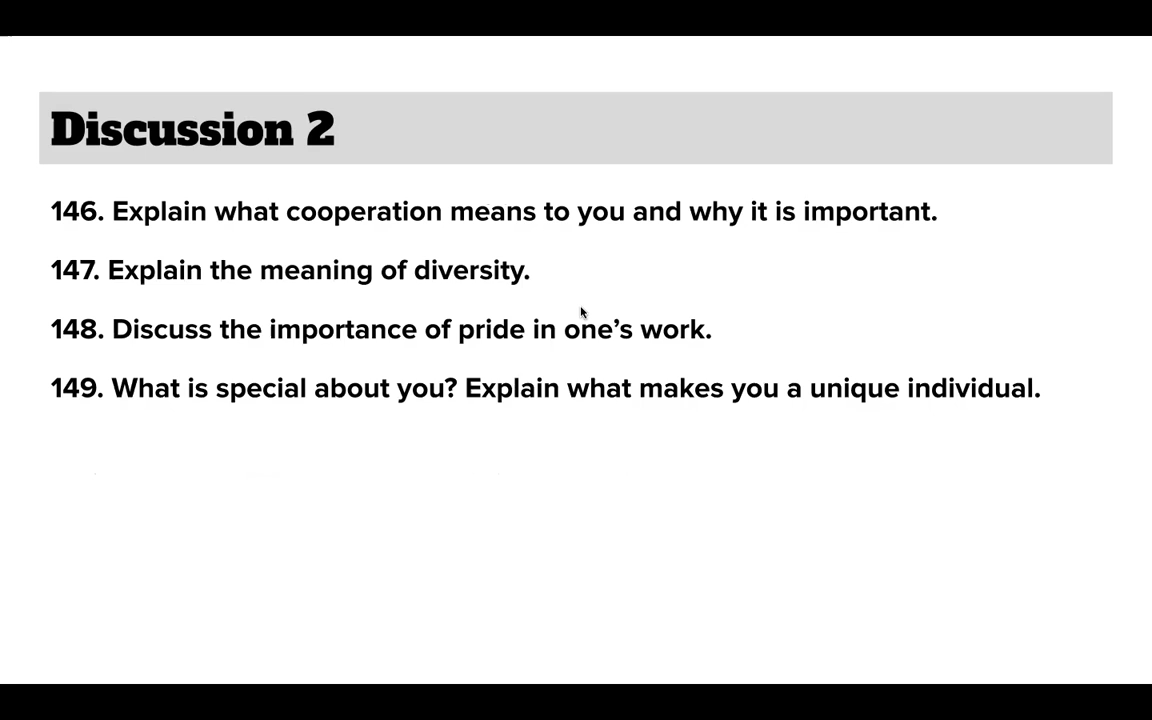 Discussion 2
146. Explain what cooperation means to you and why it is important.
147. Explain the meaning of diversity.
148. Discuss the importance of pride in one’s work.
149. What is special about you? Explain what makes you a unique individual.